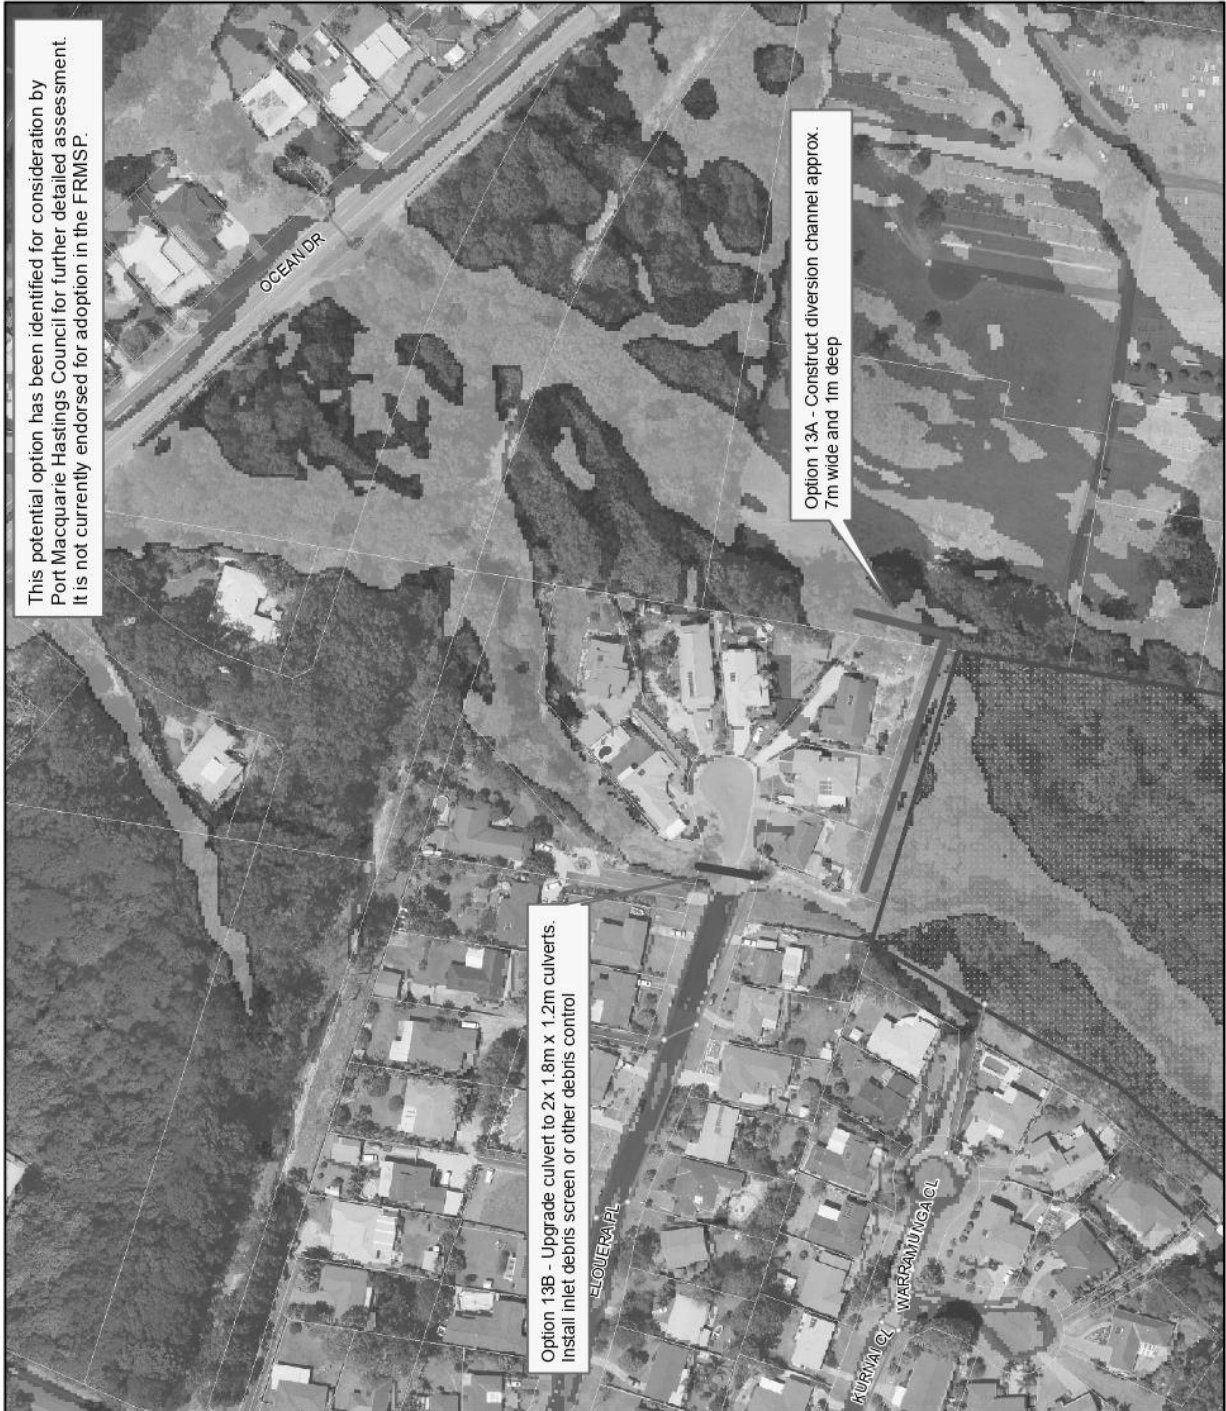 This potential option has been identified for consideration by
Port Macquarie Hastings Council for further detailed assessment.
It is not currently endorsed for adoption in the FRMSP.
OCEAN DR
Option 13A - Construct diversion channel approx.
7m wide and 1m deep
Option 13B - Upgrade culvert to 2x 1.8m x 1.2m culverts.
Install inlet debris screen or other debris control
ELOUERA PL
WARRAMUNGA CL
KURNAI CL